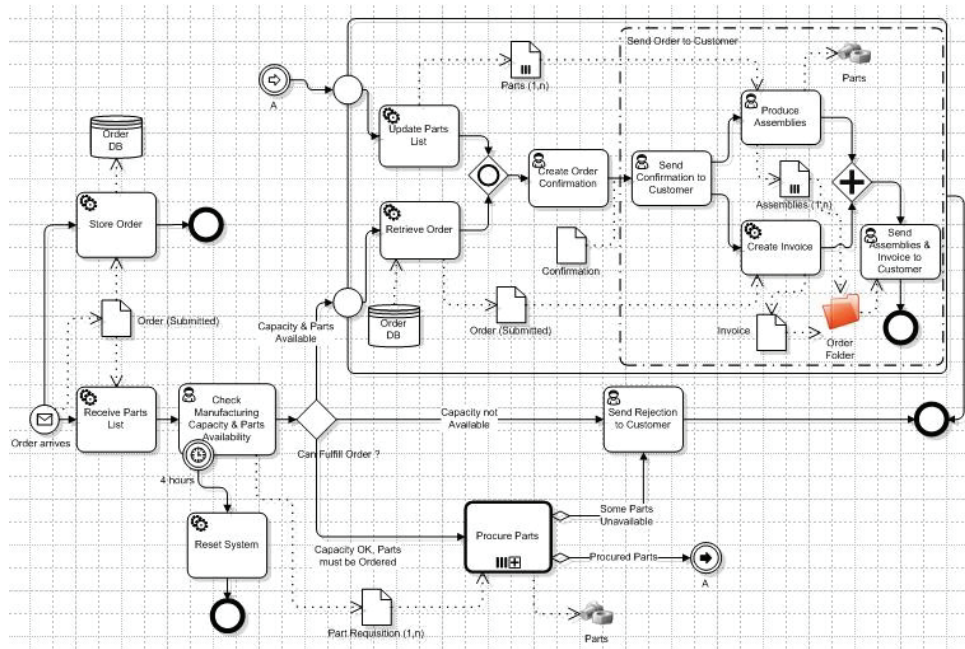 Send Order to Customer
A
Parts (1,n)
Parts
Order
DB
Update Parts
List
Produce
Assemblies
Create Order
Confirmation
Send
Confirmation to
Customer
Store Order
Retrieve Order
Assemblies (1,n)
Create Invoice
Send
Assemblies &
Invoice to
Customer
Confirmation
Order (Submitted)
Capacity & Parts
Available
Order
DB
Order (Submitted)
Invoice
Order
Folder
Order arrives
Receive Parts
List
Check
Manufacturing
Capacity & Parts
Availability
Capacity not
Available
Send Rejection
to Customer
Can Fulfill Order ?
4 hours
Reset System
Capacity OK, Parts
must be Ordered
Procure Parts
Some Parts
Unavailable
Procured Parts
A
Part Requisition (1,n)
Parts